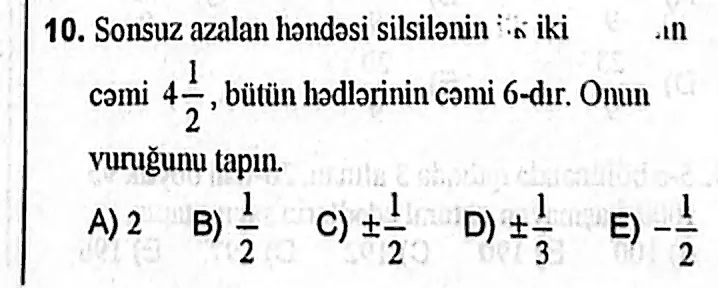 10. Sonsuz azalan həndəsi silsilənin iki
cəmi 4 1/2, bütün hədlərinin cəmi 6-dır. Onun
vuruğunu tapın.
A) 2 B) 1/2 C) ±1/2 D) ±1/3 E) -1/2